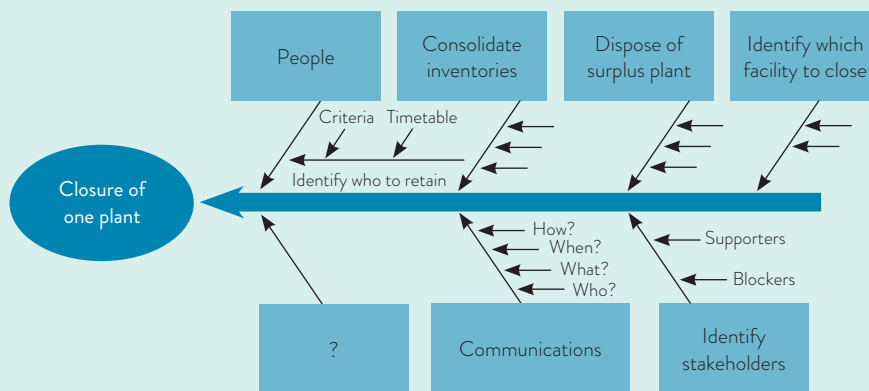 People
Consolidate
inventories
Dispose of
surplus plant
Identify which
facility to close
Criteria
Timetable
Identify who to retain
Closure of
one plant
How?
When?
What?
Who?
Supporters
Blockers
?
Communications
Identify
stakeholders